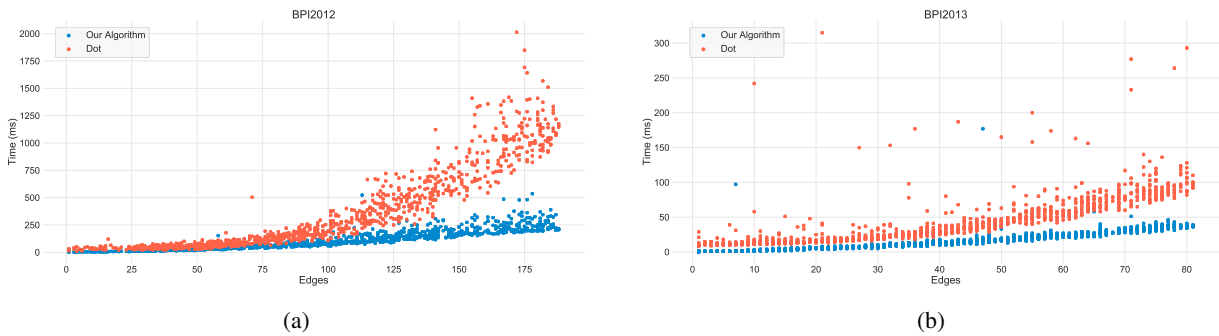 BPI2012
Our Algorithm
Dot
Time (ms)
2000
1750
1500
1250
1000
750
500
250
0
0 25 50 75 100 125 150 175
Edges
(a)
BPI2013
Our Algorithm
Dot
Time (ms)
300
250
200
150
100
50
0
0 10 20 30 40 50 60 70 80
Edges
(b)